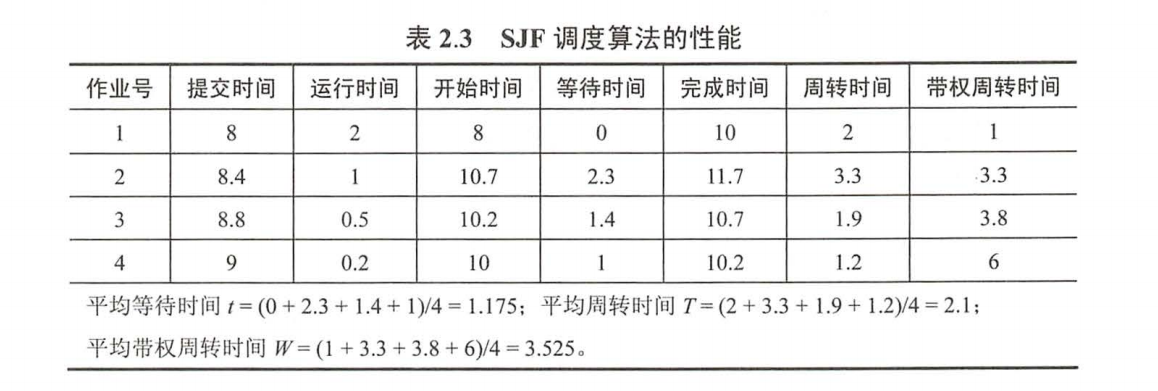 表 2.3 SJF 调度算法的性能
作业号 提交时间 运行时间 开始时间 等待时间 完成时间 周转时间 带权周转时间
1 8 2 8 0 10 2 1
2 8.4 1 10.7 2.3 11.7 3.3 3.3
3 8.8 0.5 10.2 1.4 10.7 1.9 3.8
4 9 0.2 10 1 10.2 1.2 6
平均等待时间 t = (0 + 2.3 + 1.4 + 1)/4 = 1.175；平均周转时间 T = (2 + 3.3 + 1.9 + 1.2)/4 = 2.1；
平均带权周转时间 W = (1 + 3.3 + 3.8 + 6)/4 = 3.525。